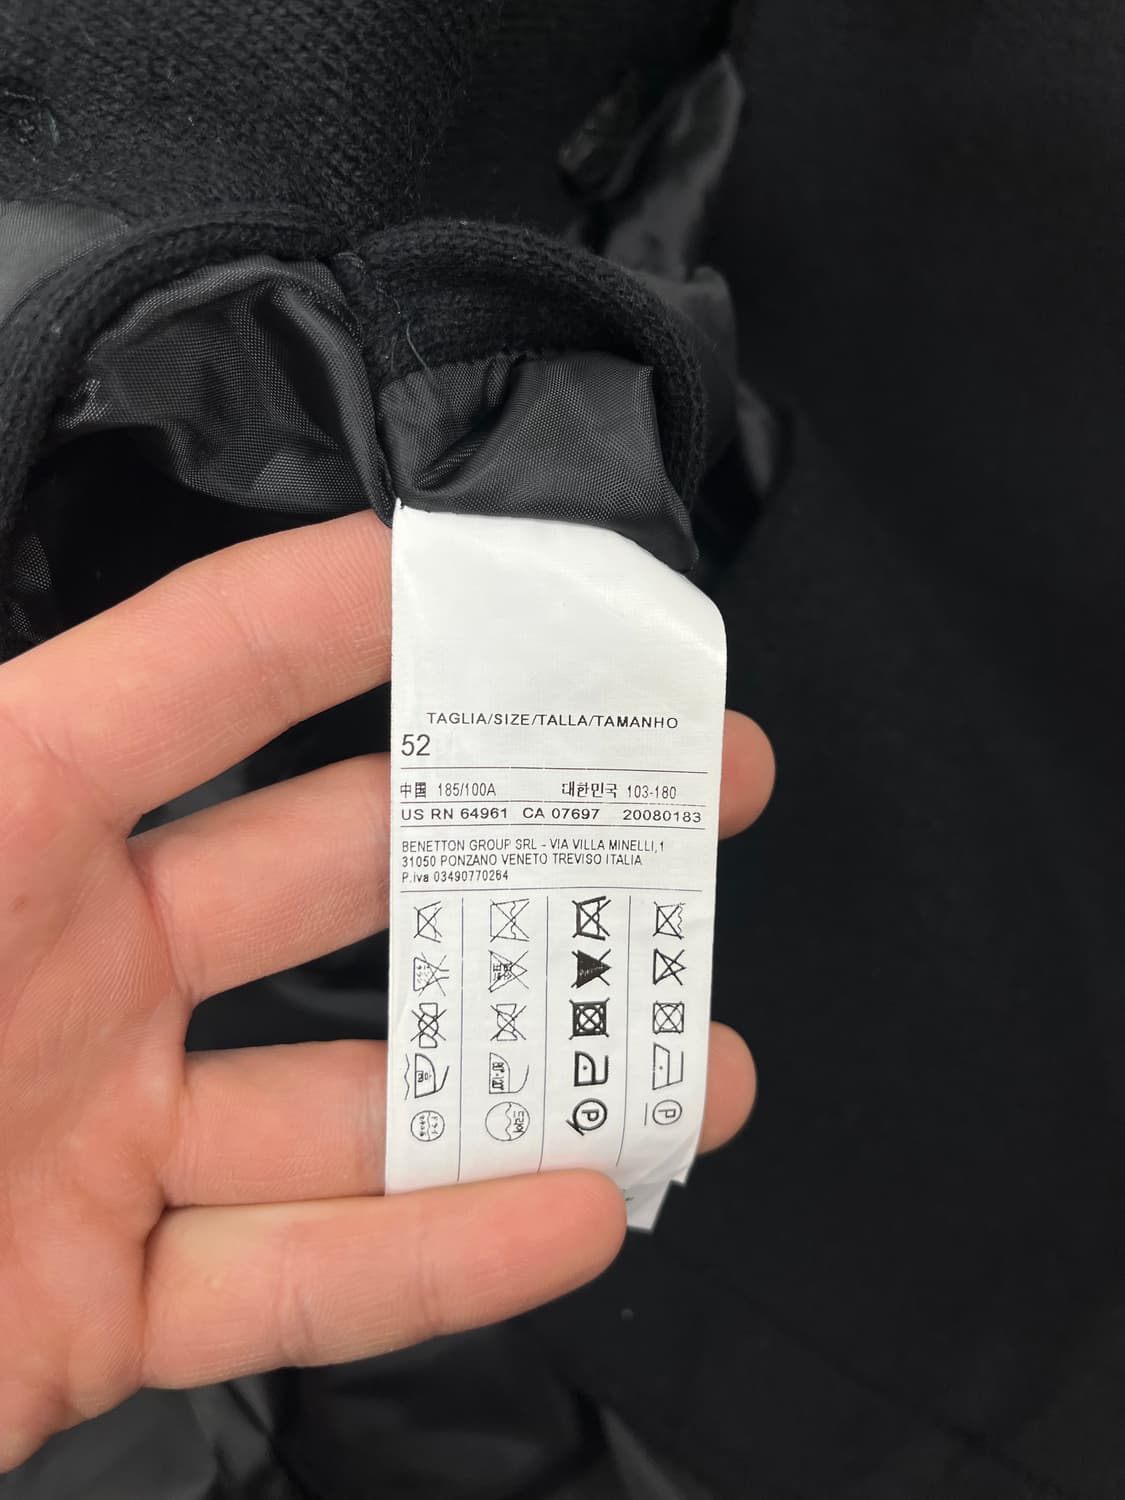 TAGLIA/SIZE/TALLA/TAMANHO
52
中国 185/100A 대한민국 103-180
US RN 64961 CA 07697 20080183
BENETTON GROUP SRL - VIA VILLA MINELLI,1
31050 PONZANO VENETO TREVISO ITALIA
P.iva 03490770264
P P